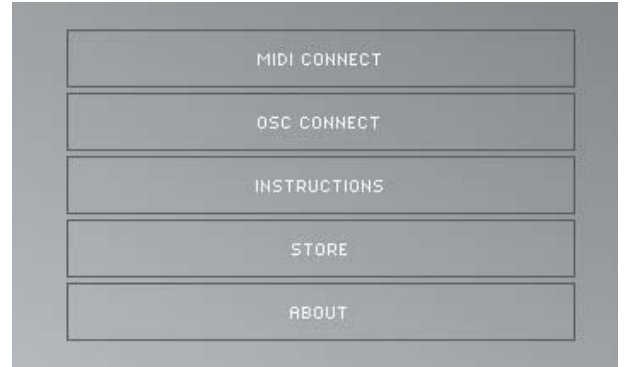 MIDI CONNECT
OSC CONNECT
INSTRUCTIONS
STORE
ABOUT